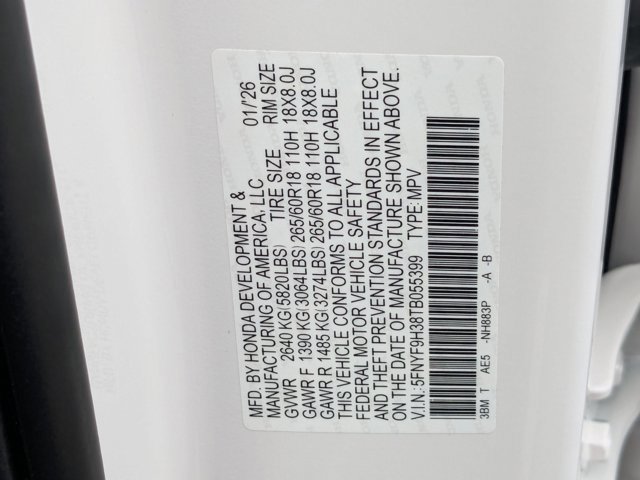 MFD. BY HONDA DEVELOPMENT &
MANUFACTURING OF AMERICA, LLC 01/'26
GVWR 2640 KG(5820LBS) TIRE SIZE RIM SIZE
GAWR F 1390 KG(3064LBS) 265/60R18 110H 18X8.0J
GAWR R 1485 KG(3274LBS) 265/60R18 110H 18X8.0J
THIS VEHICLE CONFORMS TO ALL APPLICABLE
FEDERAL MOTOR VEHICLE SAFETY
AND THEFT PREVENTION STANDARDS IN EFFECT
ON THE DATE OF MANUFACTURE SHOWN ABOVE.
V.I.N.:5FNYF9H38TB055399 TYPE: MPV
3BM T AE5 -NH883P -A -B